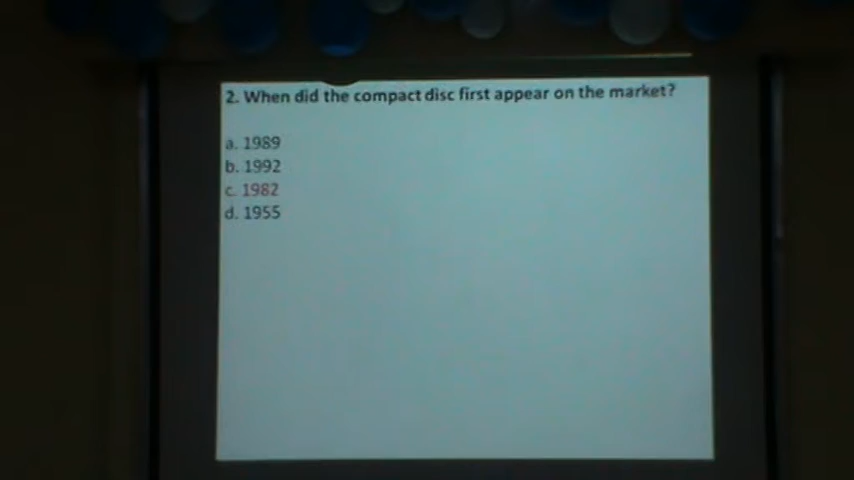 2. When did the compact disc first appear on the market?
a. 1989
b. 1992
c. 1982
d. 1955